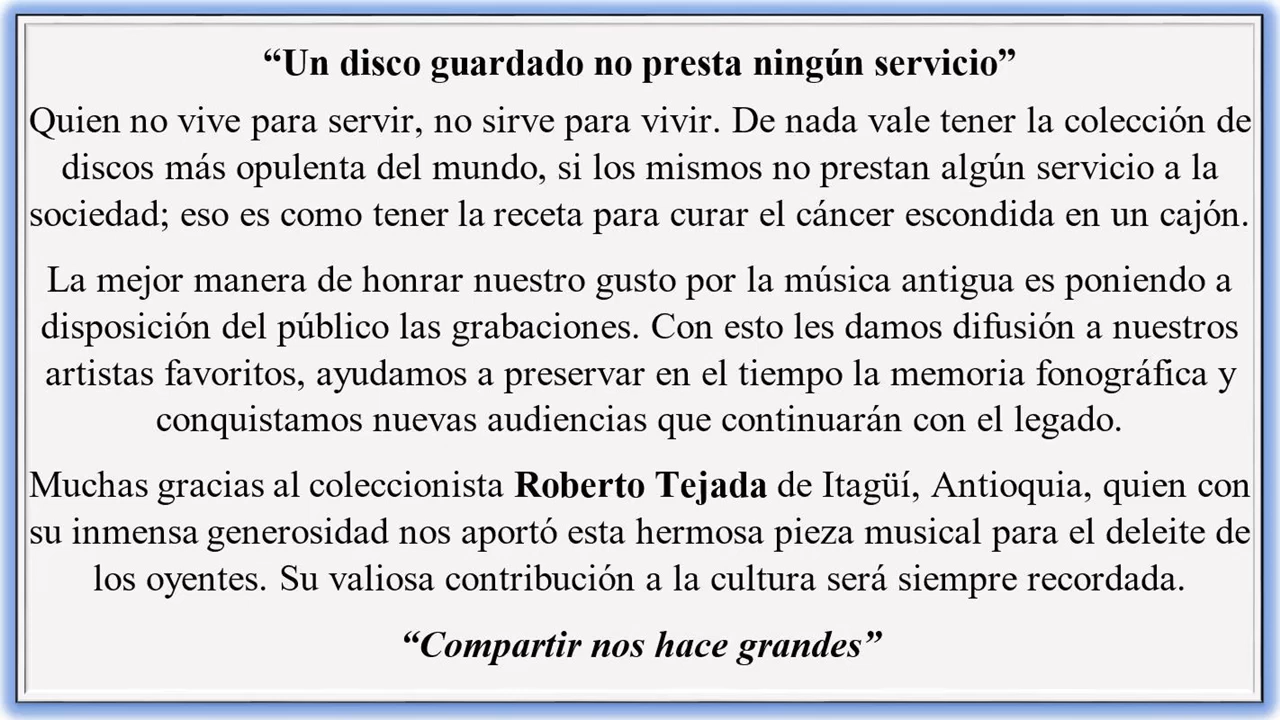 “Un disco guardado no presta ningún servicio”
Quien no vive para servir, no sirve para vivir. De nada vale tener la colección de
discos más opulenta del mundo, si los mismos no prestan algún servicio a la
sociedad; eso es como tener la receta para curar el cáncer escondida en un cajón.
La mejor manera de honrar nuestro gusto por la música antigua es poniendo a
disposición del público las grabaciones. Con esto les damos difusión a nuestros
artistas favoritos, ayudamos a preservar en el tiempo la memoria fonográfica y
conquistamos nuevas audiencias que continuarán con el legado.
Muchas gracias al coleccionista Roberto Tejada de Itagüí, Antioquia, quien con
su inmensa generosidad nos aportó esta hermosa pieza musical para el deleite de
los oyentes. Su valiosa contribución a la cultura será siempre recordada.
“Compartir nos hace grandes”